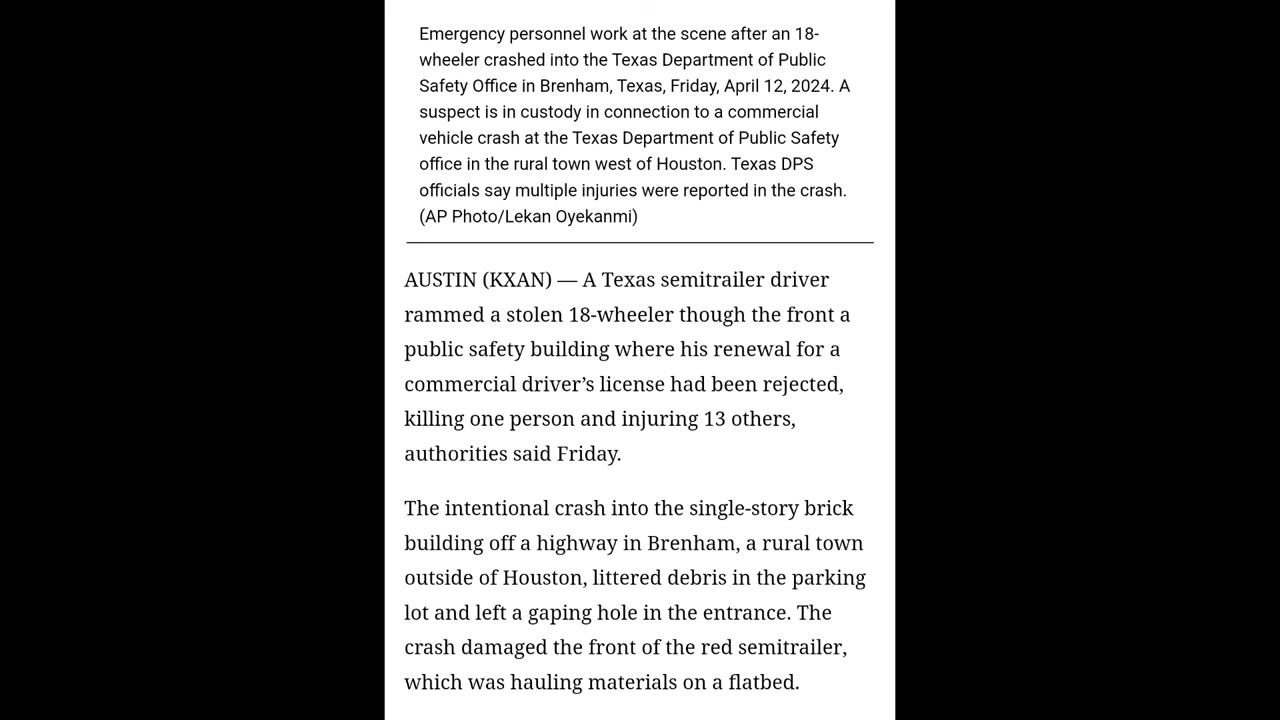 Emergency personnel work at the scene after an 18-
wheeler crashed into the Texas Department of Public
Safety Office in Brenham, Texas, Friday, April 12, 2024. A
suspect is in custody in connection to a commercial
vehicle crash at the Texas Department of Public Safety
office in the rural town west of Houston. Texas DPS
officials say multiple injuries were reported in the crash.
(AP Photo/Lekan Oyekanmi)
AUSTIN (KXAN) — A Texas semitrailer driver
rammed a stolen 18-wheeler though the front a
public safety building where his renewal for a
commercial driver’s license had been rejected,
killing one person and injuring 13 others,
authorities said Friday.
The intentional crash into the single-story brick
building off a highway in Brenham, a rural town
outside of Houston, littered debris in the parking
lot and left a gaping hole in the entrance. The
crash damaged the front of the red semitrailer,
which was hauling materials on a flatbed.